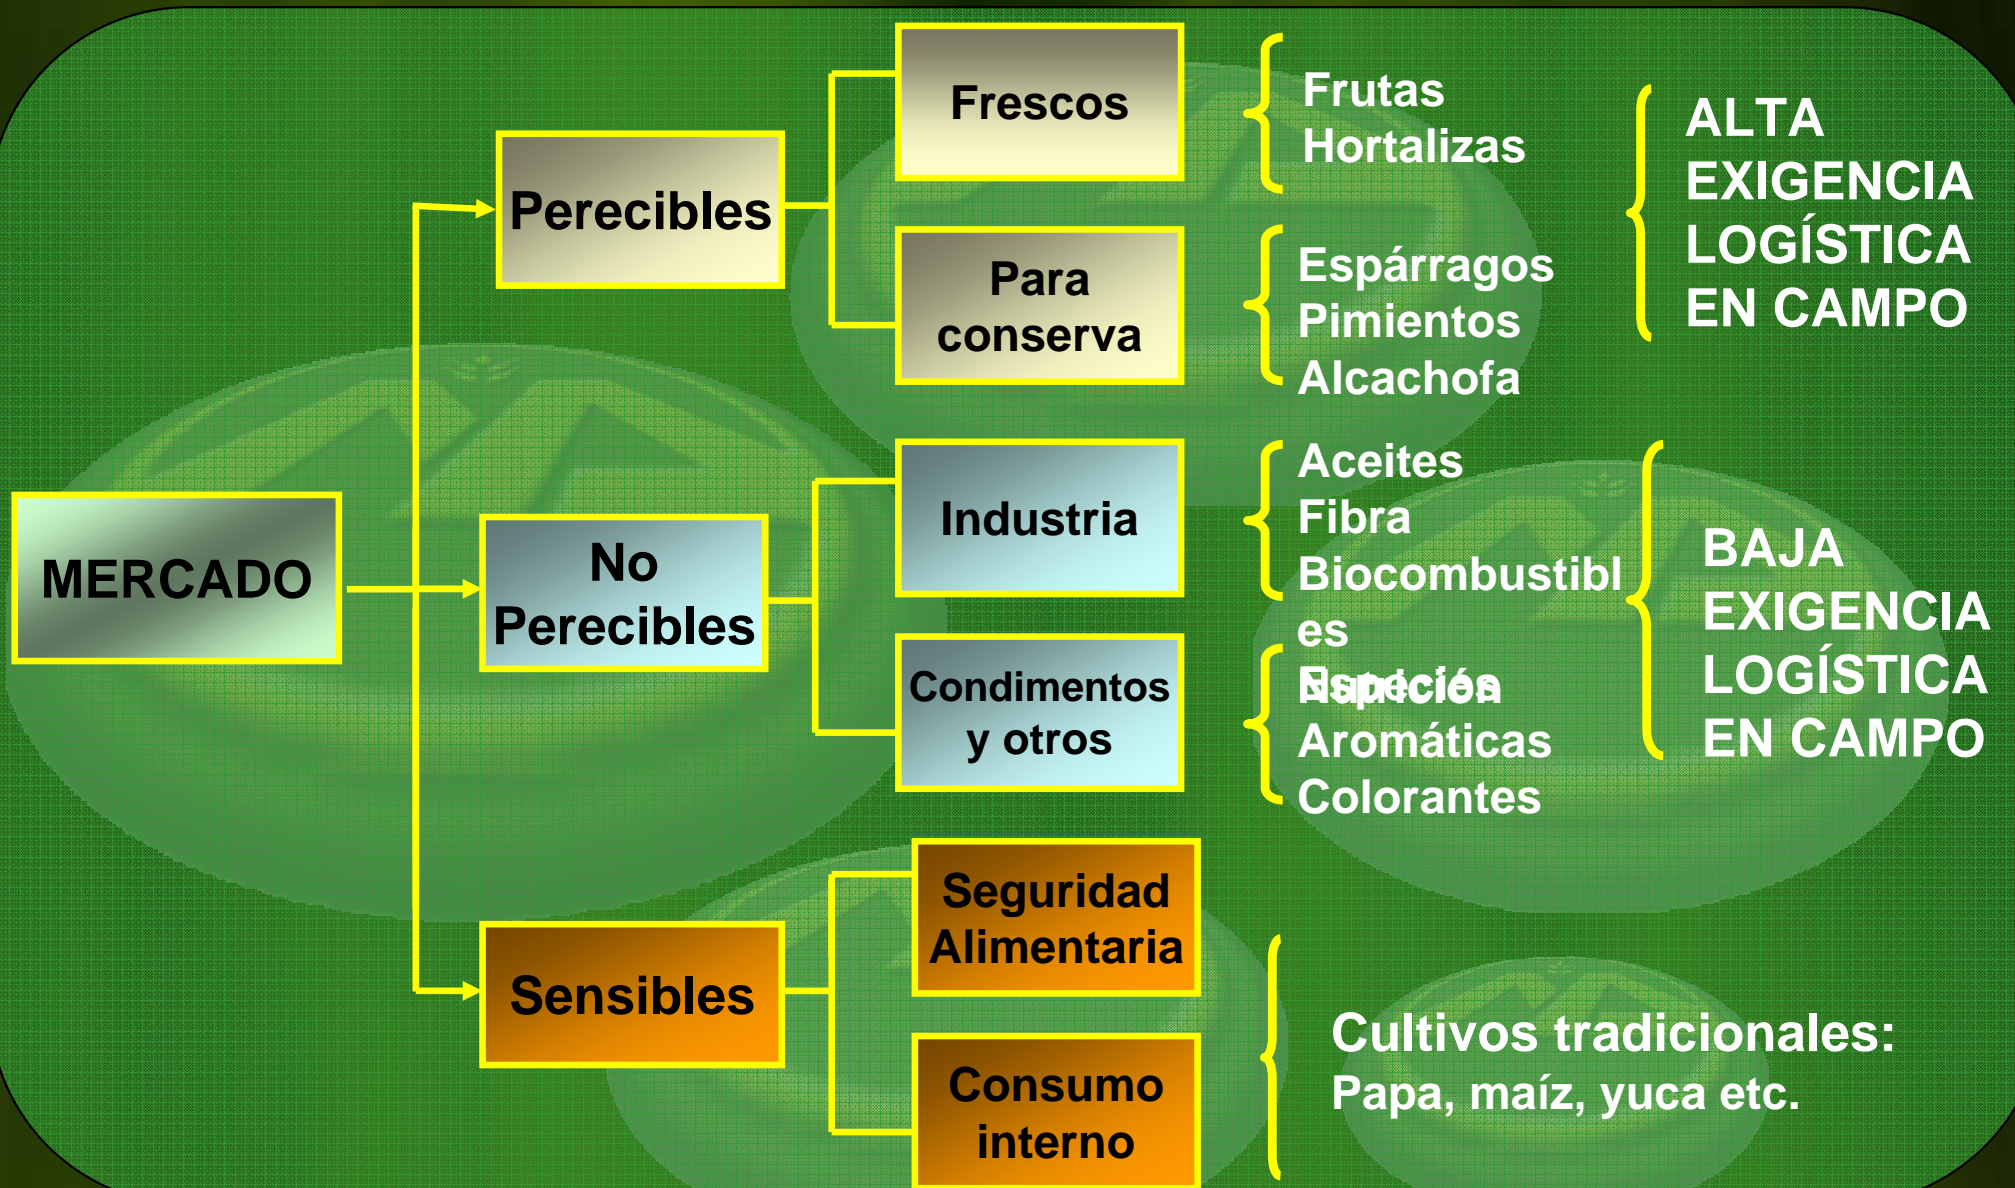 MERCADO
Perecibles
Frescos
Frutas
Hortalizas
Para
conserva
Espárragos
Pimientos
Alcachofa
ALTA
EXIGENCIA
LOGÍSTICA
EN CAMPO
No
Perecibles
Industria
Aceites
Fibra
Biocombustibl
es
Nutrición
Condimentos
y otros
Especies
Aromáticas
Colorantes
BAJA
EXIGENCIA
LOGÍSTICA
EN CAMPO
Sensibles
Seguridad
Alimentaria
Consumo
interno
Cultivos tradicionales:
Papa, maíz, yuca etc.